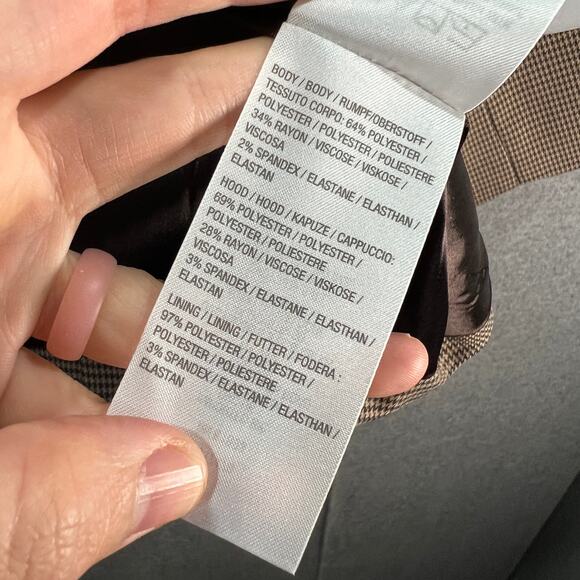 BODY / BODY / RUMPF/OBERSTOFF /
TESSUTO CORPO: 64% POLYESTER /
POLYESTER / POLYESTER / POLIESTERE
34% RAYON / VISCOSE / VISKOSE /
VISCOSA
2% SPANDEX / ELASTANE / ELASTHAN /
ELASTAN
HOOD / HOOD / KAPUZE / CAPPUCCIO:
69% POLYESTER / POLYESTER /
POLYESTER / POLIESTERE
28% RAYON / VISCOSE / VISKOSE /
VISCOSA
3% SPANDEX / ELASTANE / ELASTHAN /
ELASTAN
LINING / LINING / FUTTER / FODERA :
97% POLYESTER / POLYESTER /
POLYESTER / POLIESTERE
3% SPANDEX / ELASTANE / ELASTHAN /
ELASTAN